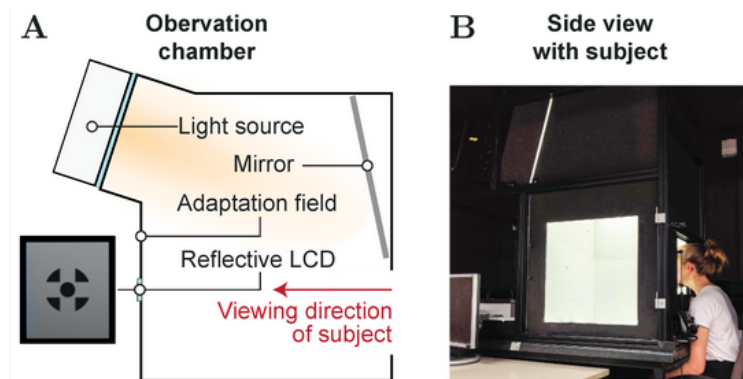 A
Obervation
chamber
Light source
Mirror
Adaptation field
Reflective LCD
Viewing direction
of subject
B
Side view
with subject